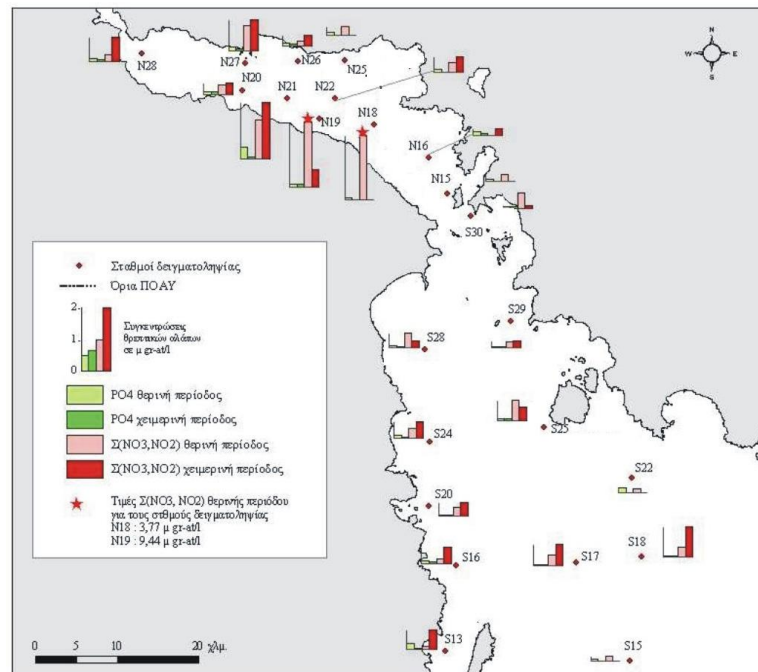 N
W E
S
N28
N27
N26
N25
N20
N21
N22
N19
N18
N16
N15
S30
Σταθμοί δειγματοληψίας
Όρια ΠΟΑΥ
2
1
0
Συγκεντρώσεις
θρεπτικών αλάτων
σε μ gr-at/l
PO4 θερινή περίοδος
PO4 χειμερινή περίοδος
Σ(NO3,NO2) θερινή περίοδος
Σ(NO3,NO2) χειμερινή περίοδος
Τιμές Σ(NO3, NO2) θερινής περιόδου
για τους στθμούς δειγματοληψίας
N18 : 3,77 μ gr-at/l
N19 : 9,44 μ gr-at/l
S29
S28
S25
S24
S22
S20
S18
S17
S16
S15
S13
0 5 10 20 χλμ.